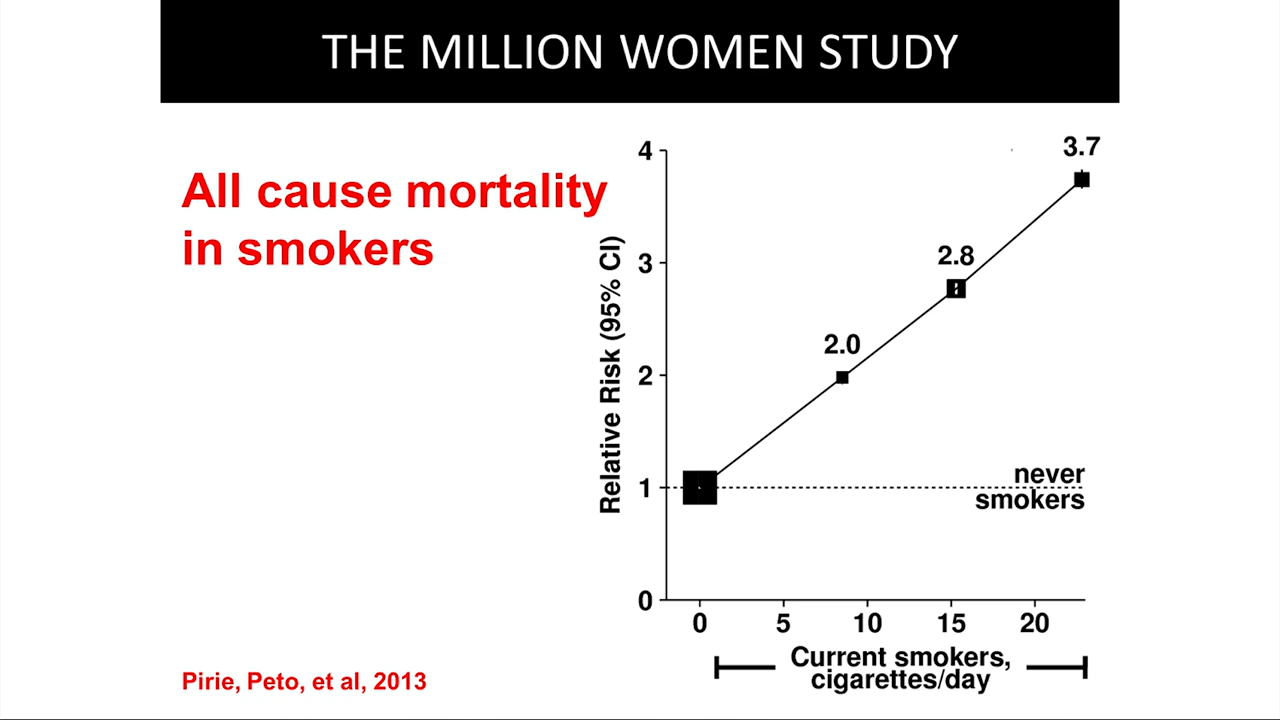 THE MILLION WOMEN STUDY
All cause mortality
in smokers
Relative Risk (95% CI)
4
3
2
1
0
3.7
2.8
2.0
never
smokers
0 5 10 15 20
Current smokers,
cigarettes/day
Pirie, Peto, et al, 2013